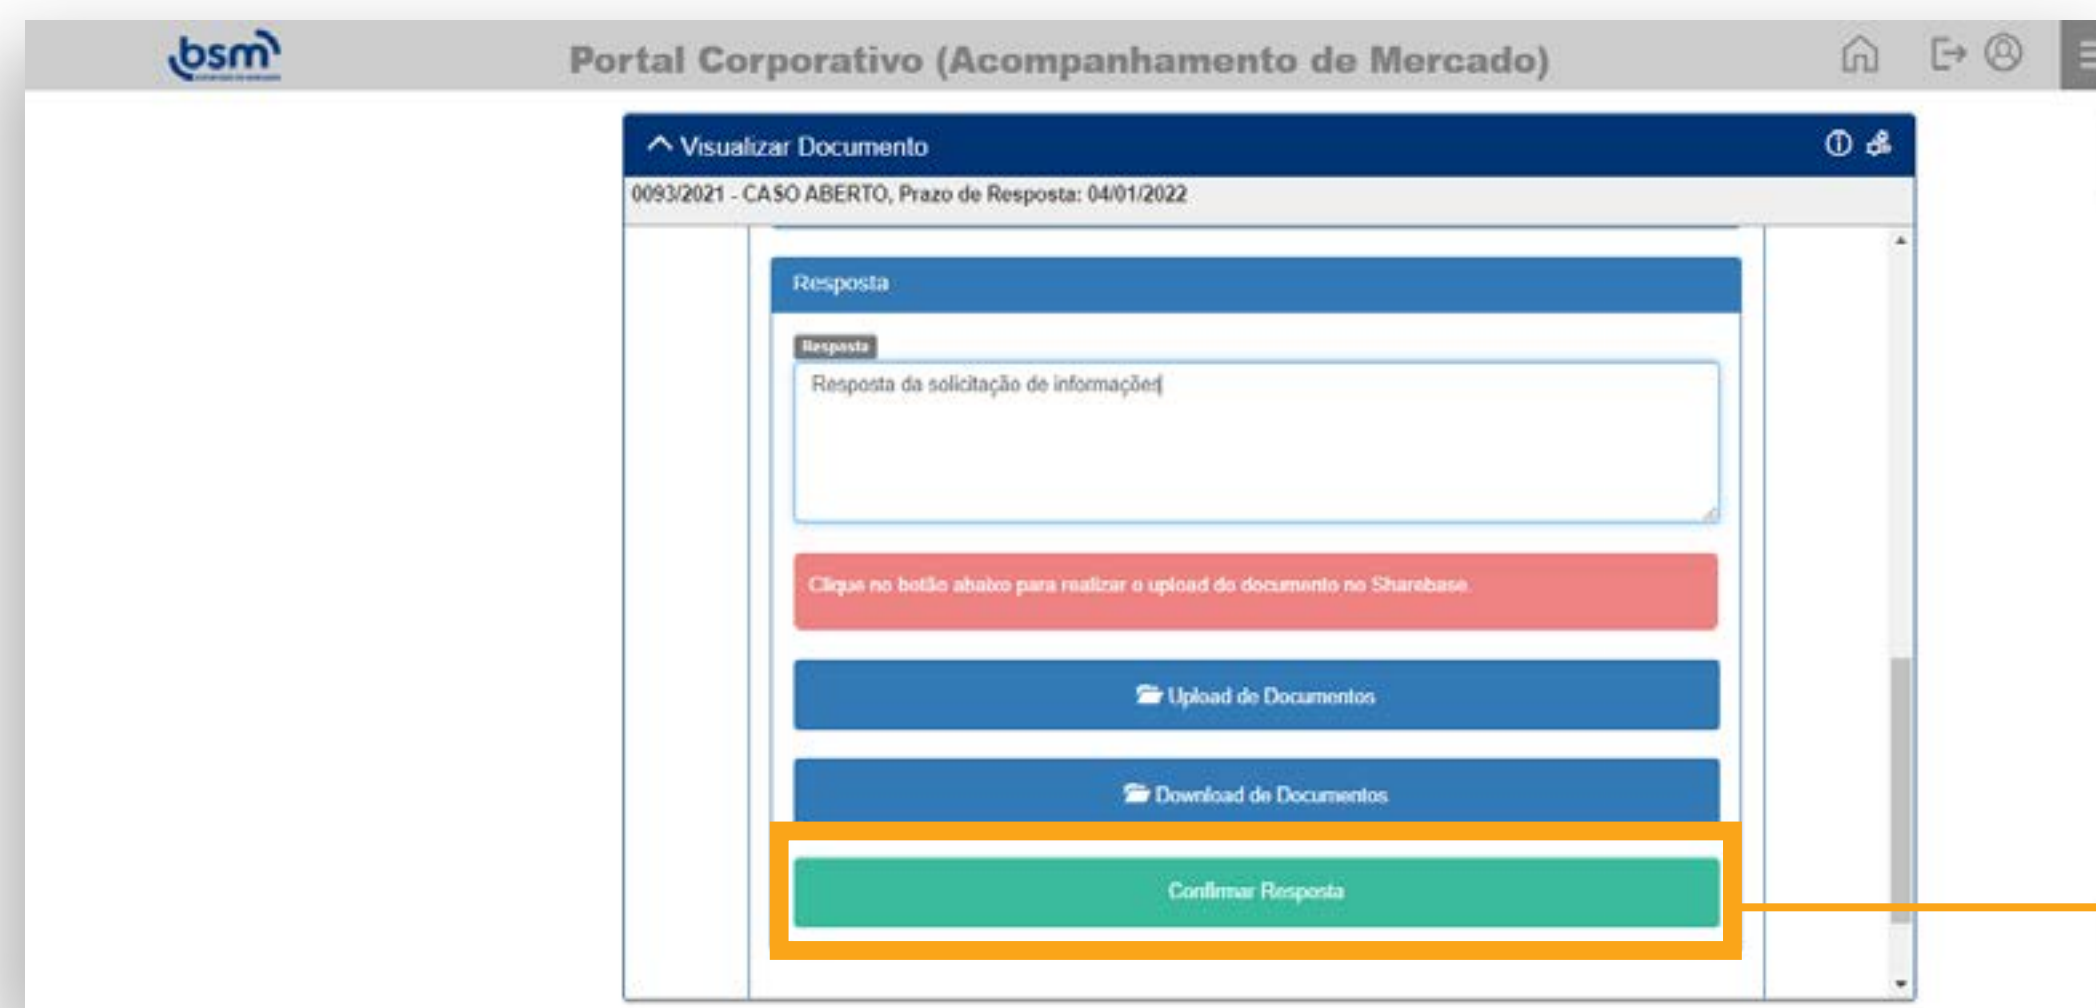 bsm
Portal Corporativo (Acompanhamento de Mercado)
Visualizar Documento
0093/2021 - CASO ABERTO, Prazo de Resposta: 04/01/2022
Resposta
Resposta
Resposta da solicitação de informações
Clique no botão abaixo para realizar o upload do documento no Sharebase.
Upload de Documentos
Download de Documentos
Confirmar Resposta